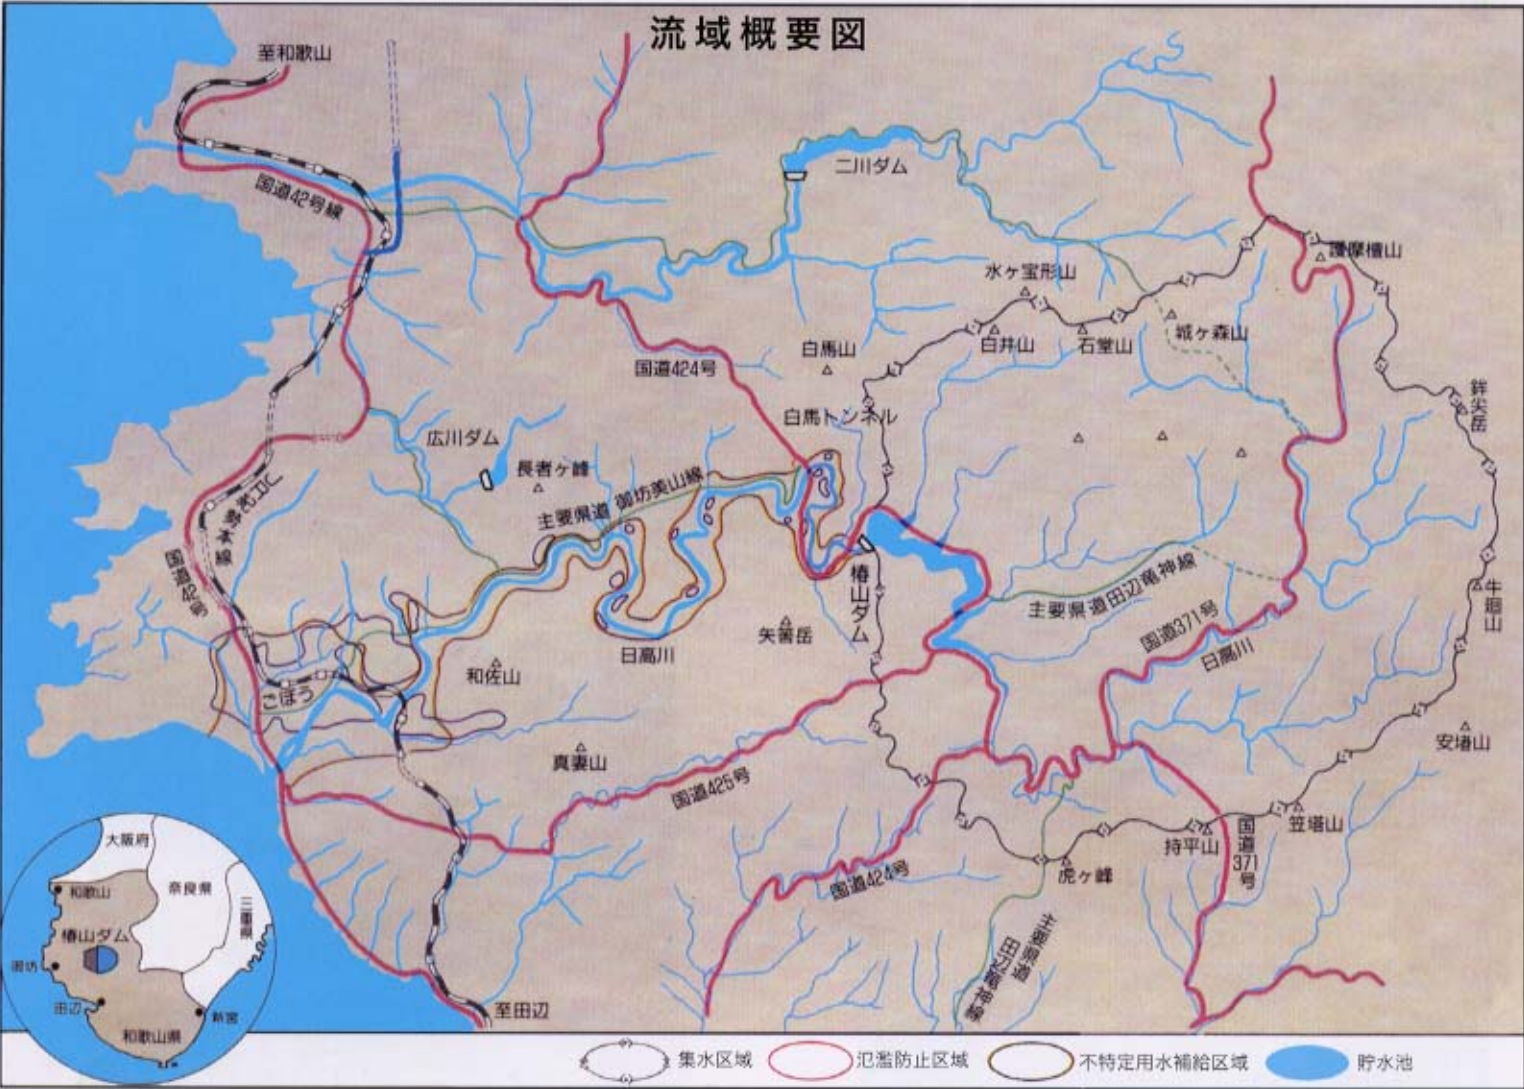 流域概要図
至和歌山
国道42号線
二川ダム
護摩檀山
水ヶ宝形山
白井山
石堂山
城ヶ森山
白馬山
国道424号
白馬トンネル
鉾尖岳
広川ダム
長者ヶ峰
主要県道 御坊美山線
紀勢本線
国道42号
椿山ダム
主要県道田辺竜神線
国道371号
日高川
牛廻山
矢筈岳
日高川
和佐山
ごぼう
真妻山
国道425号
安堵山
笠塔山
持平山
国道371号
虎ヶ峰
国道424号
主要県道
田辺竜神線
至田辺
大阪府
和歌山
奈良県
三重県
椿山ダム
御坊
田辺
新宮
和歌山県
集水区域
氾濫防止区域
不特定用水補給区域
貯水池